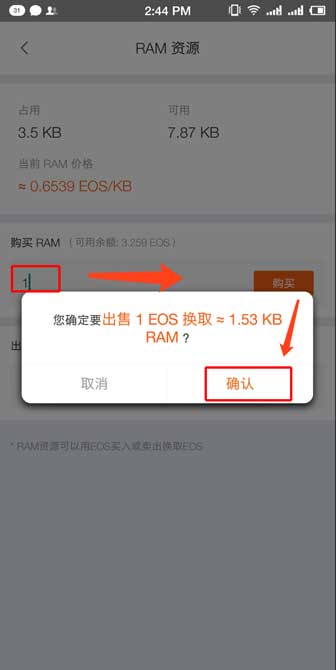 31
2:44 PM
RAM 资源
占用
可用
3.5 KB
7.87 KB
当前 RAM 价格
≈ 0.6539 EOS/KB
购买 RAM （可用余额: 3.259 EOS）
1
购买
您确定要出售 1 EOS 换取 ≈ 1.53 KB
RAM ?
出
取消
确认
* RAM资源可以用EOS买入或卖出换取EOS